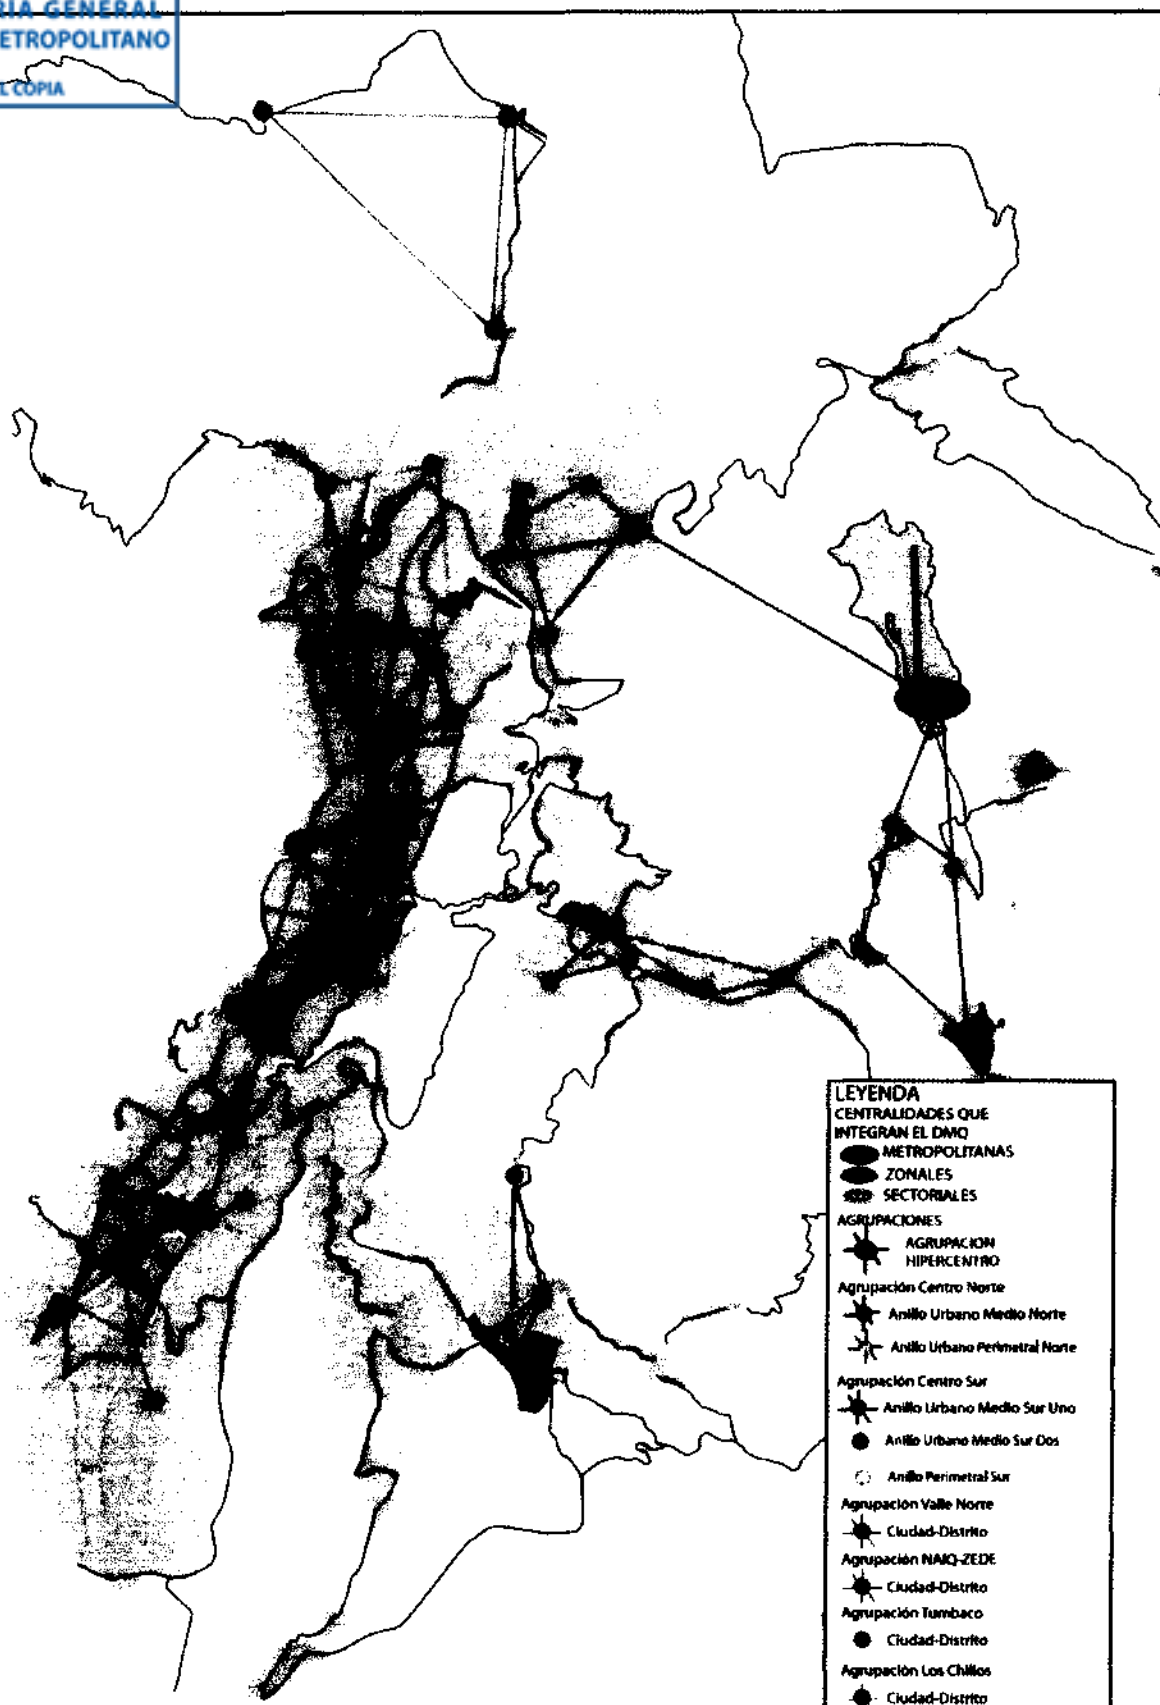 RIA GENERAL
ETROPOLITANO
L COPIA
LEYENDA
CENTRALIDADES QUE
INTEGRAN EL DMQ
METROPOLITANAS
ZONALES
SECTORIALES
AGRUPACIONES
AGRUPACION
HIPERCENTRO
Agrupación Centro Norte
Anillo Urbano Medio Norte
Anillo Urbano Perimetral Norte
Agrupación Centro Sur
Anillo Urbano Medio Sur Uno
Anillo Urbano Medio Sur Dos
Anillo Perimetral Sur
Agrupación Valle Norte
Ciudad-Distrito
Agrupación NAIQ-ZEDE
Ciudad-Distrito
Agrupación Tumbaco
Ciudad-Distrito
Agrupación Los Chillos
Ciudad-Distrito